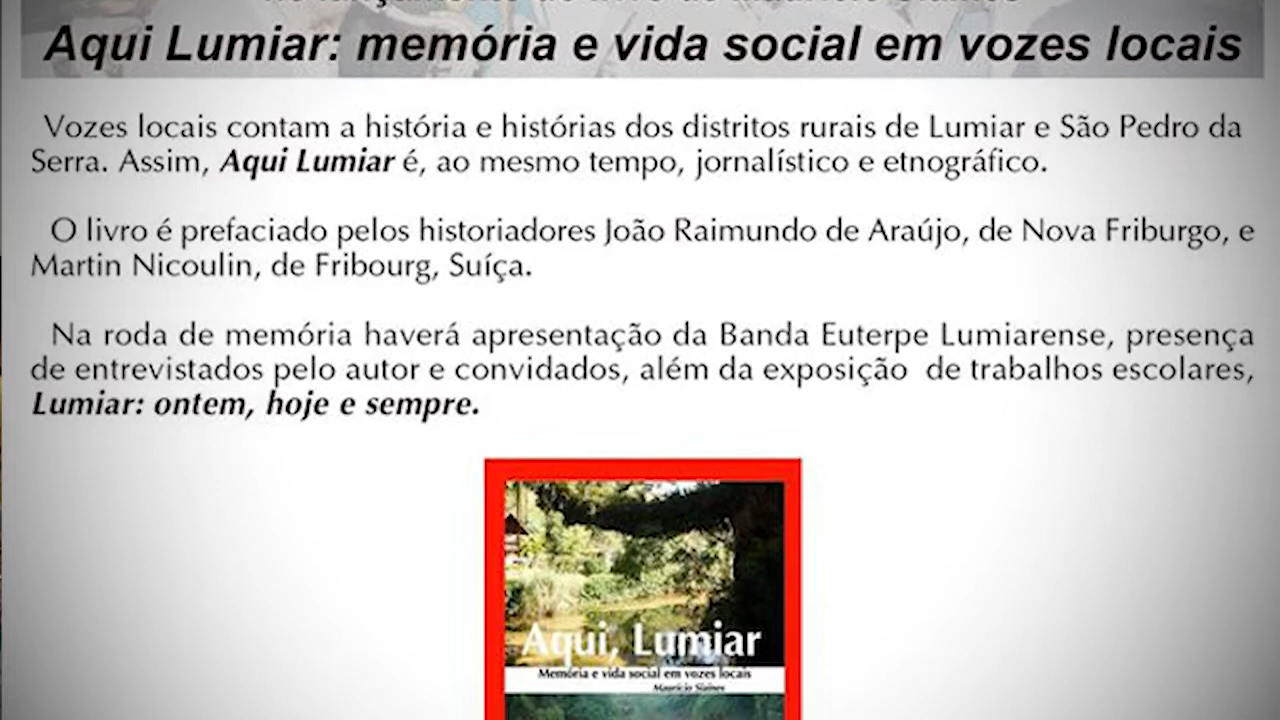 Aqui Lumiar: memória e vida social em vozes locais
Vozes locais contam a história e histórias dos distritos rurais de Lumiar e São Pedro da
Serra. Assim, Aqui Lumiar é, ao mesmo tempo, jornalístico e etnográfico.
O livro é prefaciado pelos historiadores João Raimundo de Araújo, de Nova Friburgo, e
Martin Nicoulin, de Fribourg, Suíça.
Na roda de memória haverá apresentação da Banda Euterpe Lumiarense, presença
de entrevistados pelo autor e convidados, além da exposição de trabalhos escolares,
Lumiar: ontem, hoje e sempre.
Aqui, Lumiar
Memória e vida social em vozes locais